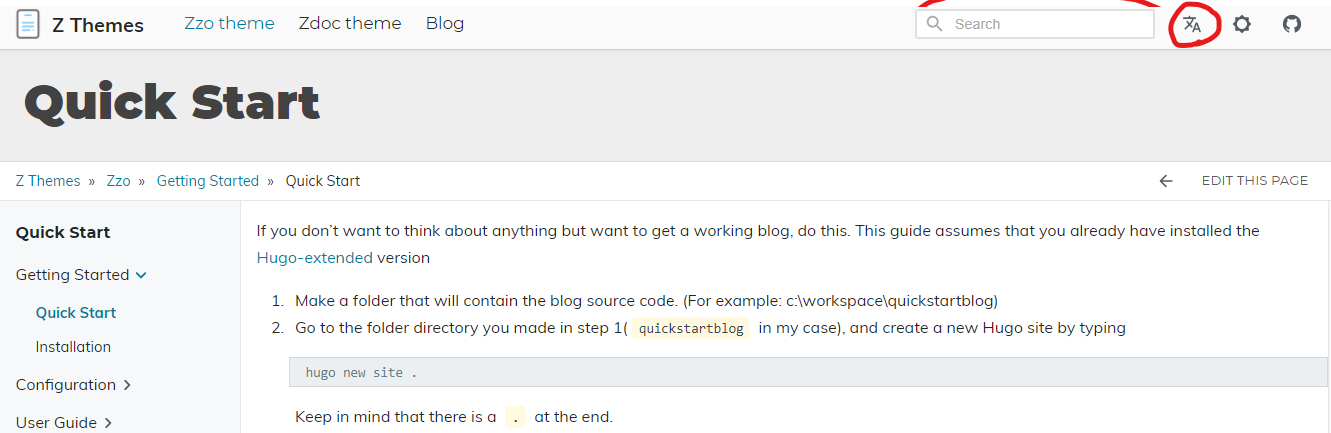 Z Themes Zzo theme Zdoc theme Blog Search
Quick Start
Z Themes » Zzo » Getting Started » Quick Start EDIT THIS PAGE
Quick Start
Getting Started
Quick Start
Installation
Configuration
User Guide
If you don’t want to think about anything but want to get a working blog, do this. This guide assumes that you already have installed the
Hugo-extended version
1. Make a folder that will contain the blog source code. (For example: c:\workspace\quickstartblog)
2. Go to the folder directory you made in step 1( quickstartblog in my case), and create a new Hugo site by typing
hugo new site .
Keep in mind that there is a . at the end.